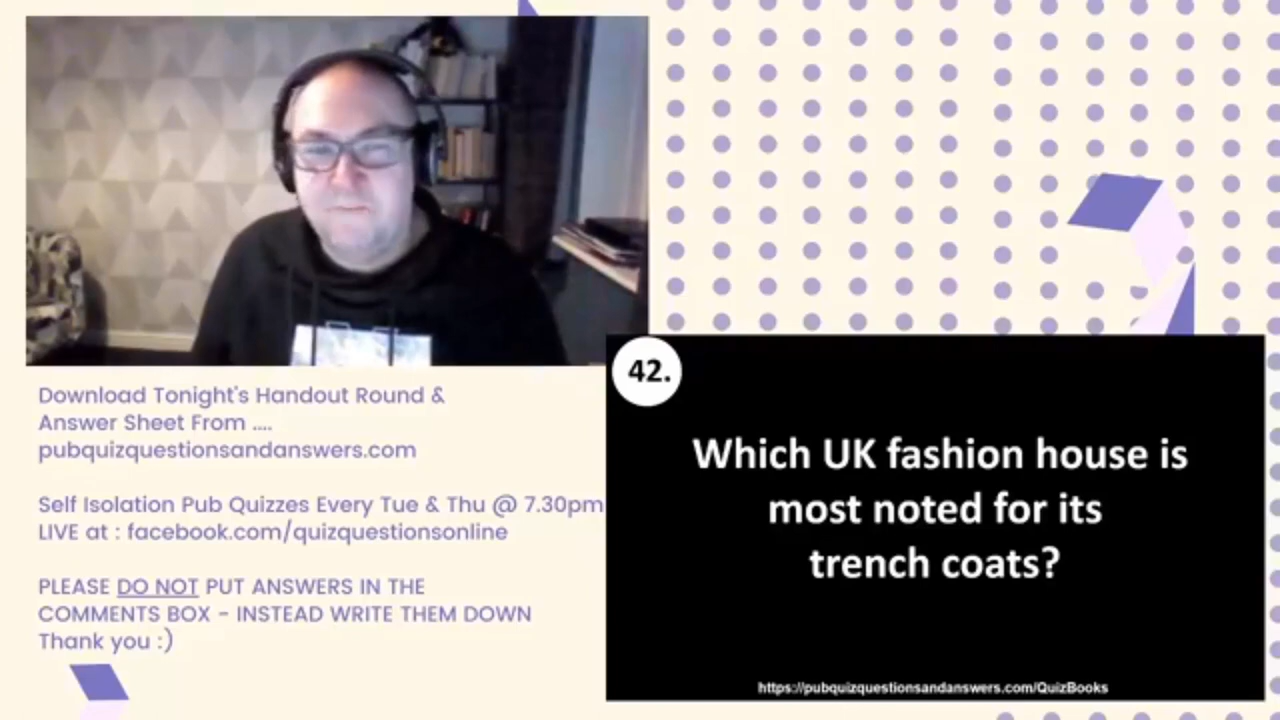 Download Tonight's Handout Round &
Answer Sheet From ....
pubquizquestionsandanswers.com
Self Isolation Pub Quizzes Every Tue & Thu @ 7.30pm
LIVE at : facebook.com/quizquestionsonline
PLEASE DO NOT PUT ANSWERS IN THE
COMMENTS BOX - INSTEAD WRITE THEM DOWN
Thank you :)
42.
Which UK fashion house is
most noted for its
trench coats?
https://pubquizquestionsandanswers.com/QuizBooks